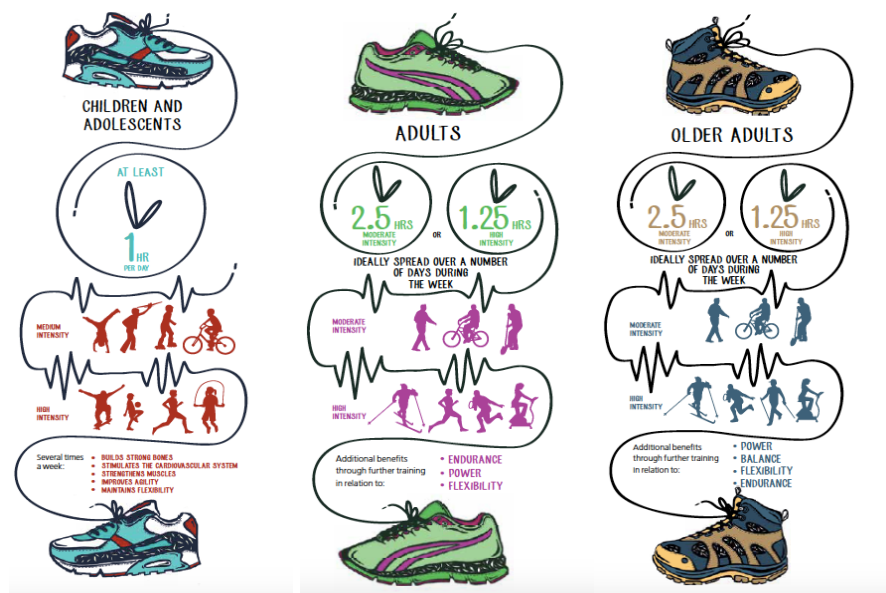 CHILDREN AND
ADOLESCENTS
AT LEAST
1 HR
PER DAY
MEDIUM
INTENSITY
HIGH
INTENSITY
Several times
a week:
• BUILDS STRONG BONES
• STIMULATES THE CARDIOVASCULAR SYSTEM
• STRENGTHENS MUSCLES
• IMPROVES AGILITY
• MAINTAINS FLEXIBILITY
ADULTS
2.5 HRS
MODERATE
INTENSITY
OR
1.25 HRS
HIGH
INTENSITY
IDEALLY SPREAD OVER A NUMBER
OF DAYS DURING
THE WEEK
MODERATE
INTENSITY
HIGH
INTENSITY
Additional benefits
through further training
in relation to:
• ENDURANCE
• POWER
• FLEXIBILITY
OLDER ADULTS
2.5 HRS
MODERATE
INTENSITY
OR
1.25 HRS
HIGH
INTENSITY
IDEALLY SPREAD OVER A NUMBER
OF DAYS DURING
THE WEEK
MODERATE
INTENSITY
HIGH
INTENSITY
Additional benefits
through further training
in relation to:
• POWER
• BALANCE
• FLEXIBILITY
• ENDURANCE